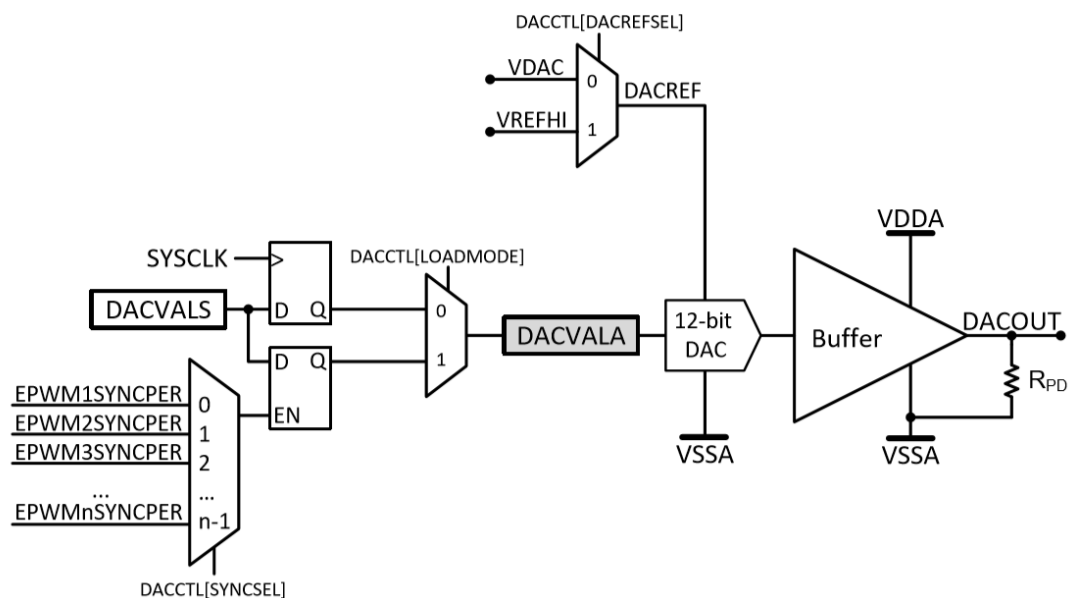 DACCTL[DACREFSEL]
VDAC
0
DACREF
VREFHI
1
VDDA
SYSCLK
>
DACCTL[LOADMODE]
DACVALS
D Q
0
DACVALA
12-bit
DAC
Buffer
DACOUT
D Q
1
EN
RPD
EPWM1SYNCPER 0
EPWM2SYNCPER 1
EPWM3SYNCPER 2
... ...
EPWMnSYNCPER n-1
VSSA
VSSA
DACCTL[SYNCSEL]